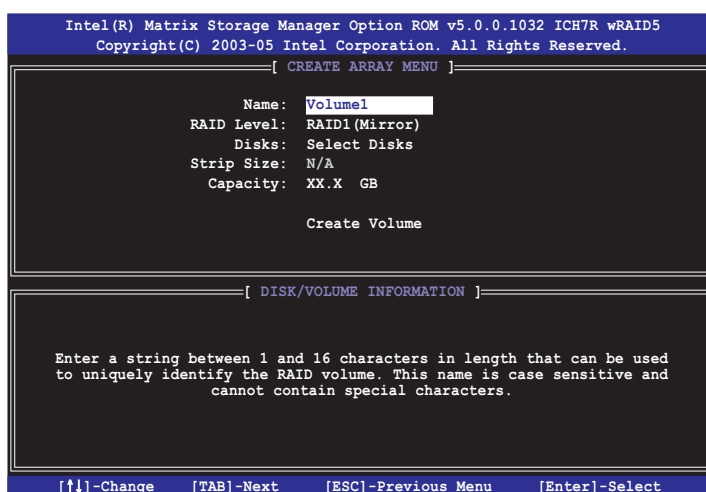 Intel(R) Matrix Storage Manager Option ROM v5.0.0.1032 ICH7R wRAID5
Copyright(C) 2003-05 Intel Corporation. All Rights Reserved.
[ CREATE ARRAY MENU ]
Name: Volume1
RAID Level: RAID1(Mirror)
Disks: Select Disks
Strip Size: N/A
Capacity: XX.X GB
Create Volume
[ DISK/VOLUME INFORMATION ]
Enter a string between 1 and 16 characters in length that can be used
to uniquely identify the RAID volume. This name is case sensitive and
cannot contain special characters.
[↑↓]-Change [TAB]-Next [ESC]-Previous Menu [Enter]-Select